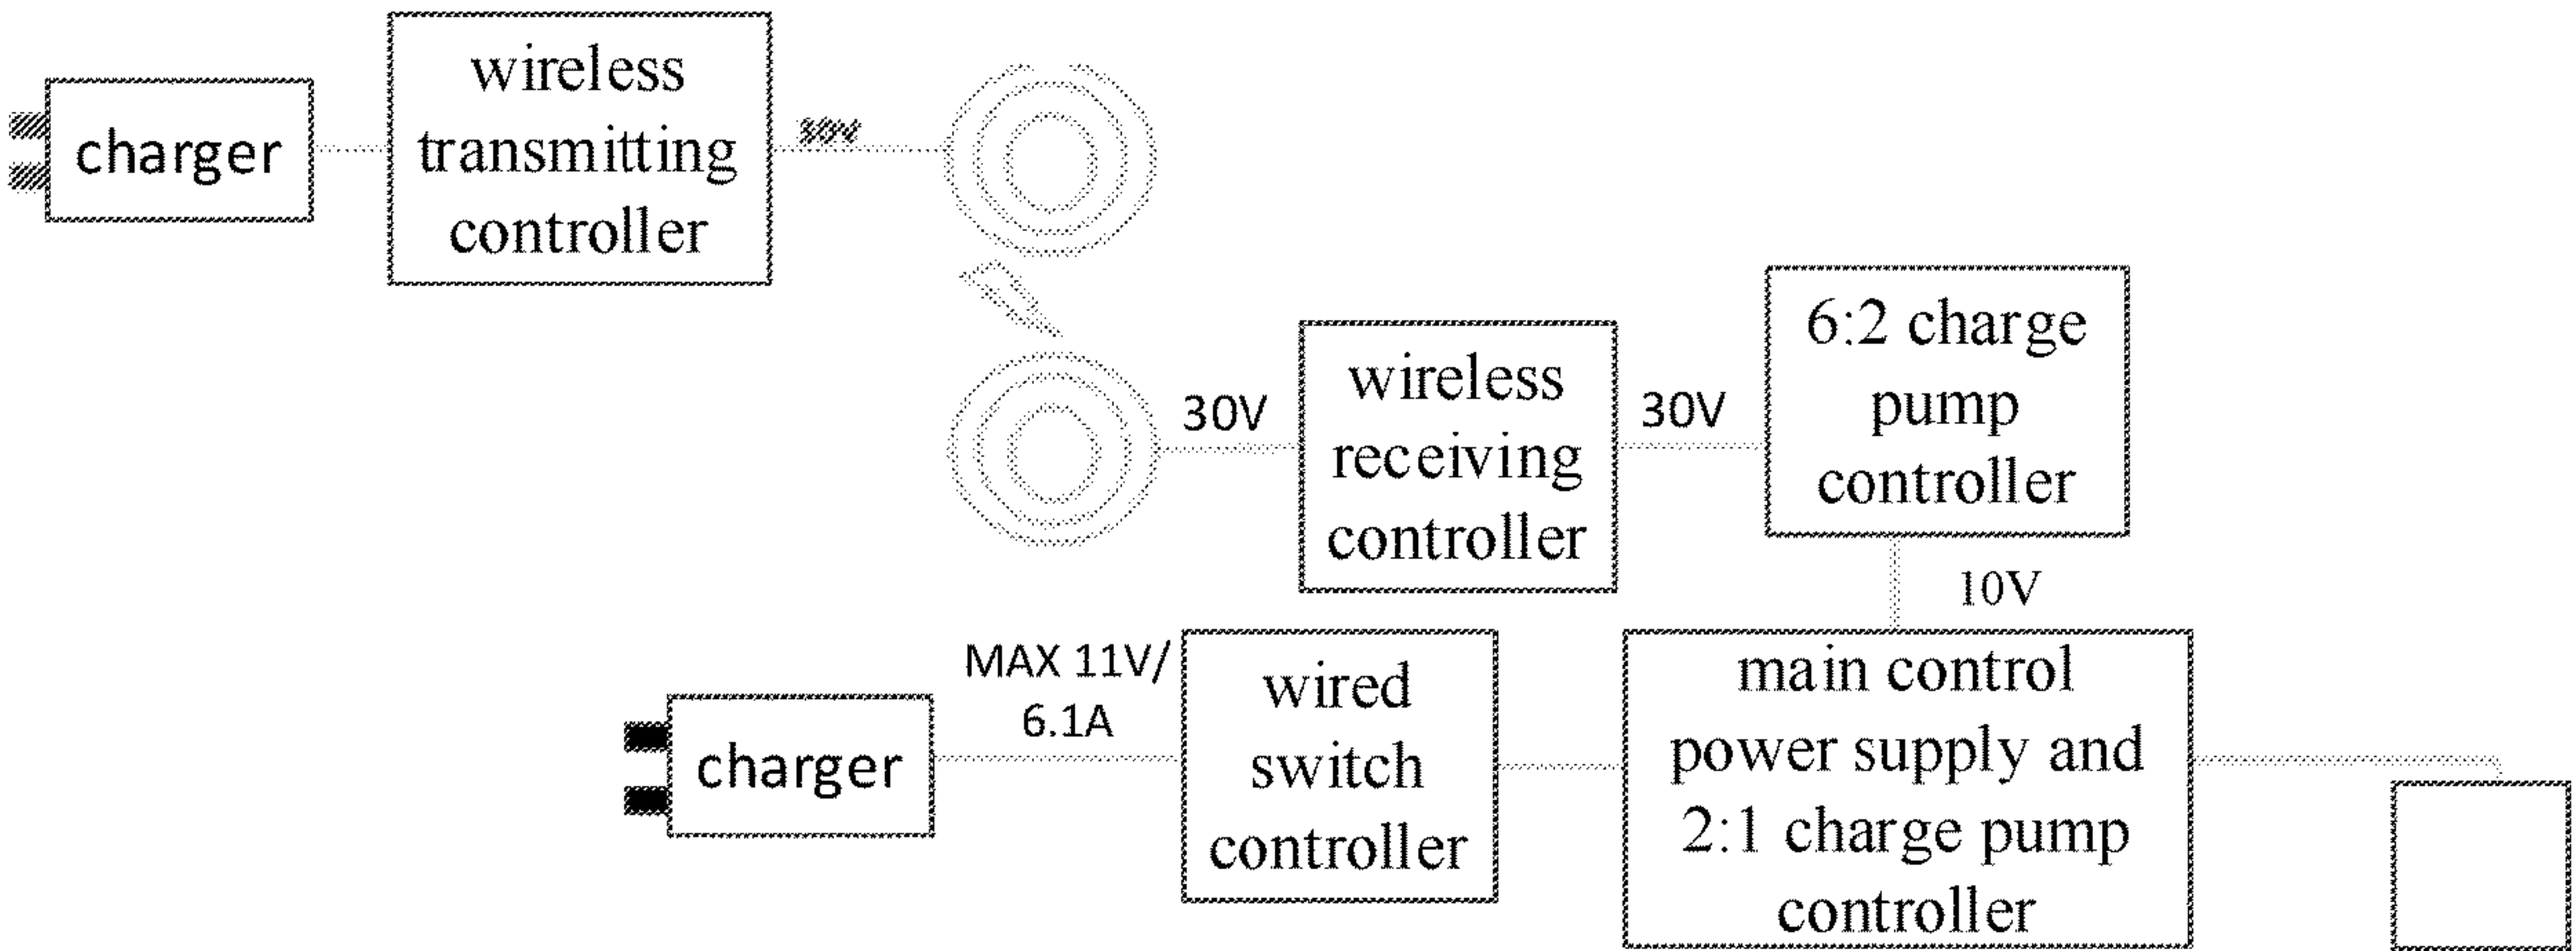 charger
wireless
transmitting
controller
30V
30V
wireless
receiving
controller
30V
6:2 charge
pump
controller
10V
charger
MAX 11V/
6.1A
wired
switch
controller
main control
power supply and
2:1 charge pump
controller